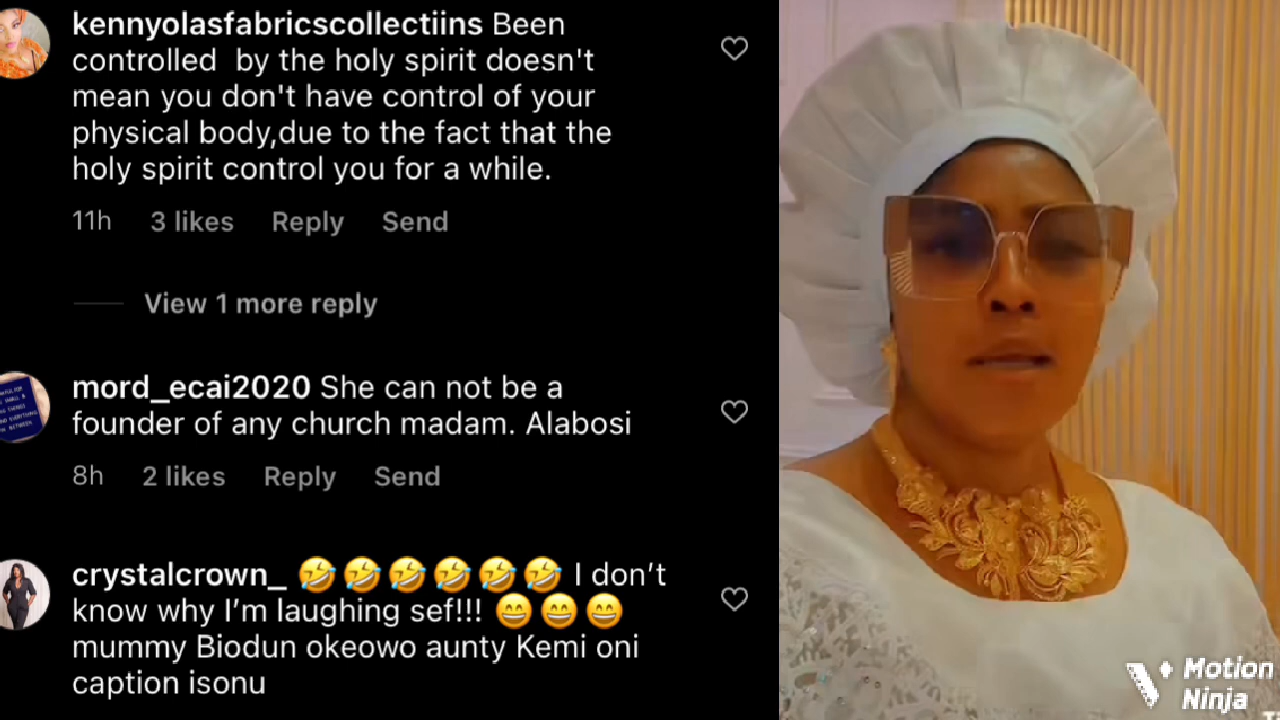 kennyolasfabricscollectiins Been
controlled  by the holy spirit doesn't
mean you don't have control of your
physical body,due to the fact that the
holy spirit control you for a while.
11h 3 likes Reply Send
View 1 more reply
mord_ecai2020 She can not be a
founder of any church madam. Alabosi
8h 2 likes Reply Send
crystalcrown_ 🤣🤣🤣🤣🤣🤣 I don’t
know why I’m laughing sef!!! 😄😄😄
mummy Biodun okeowo aunty Kemi oni
caption isonu
Motion
Ninja